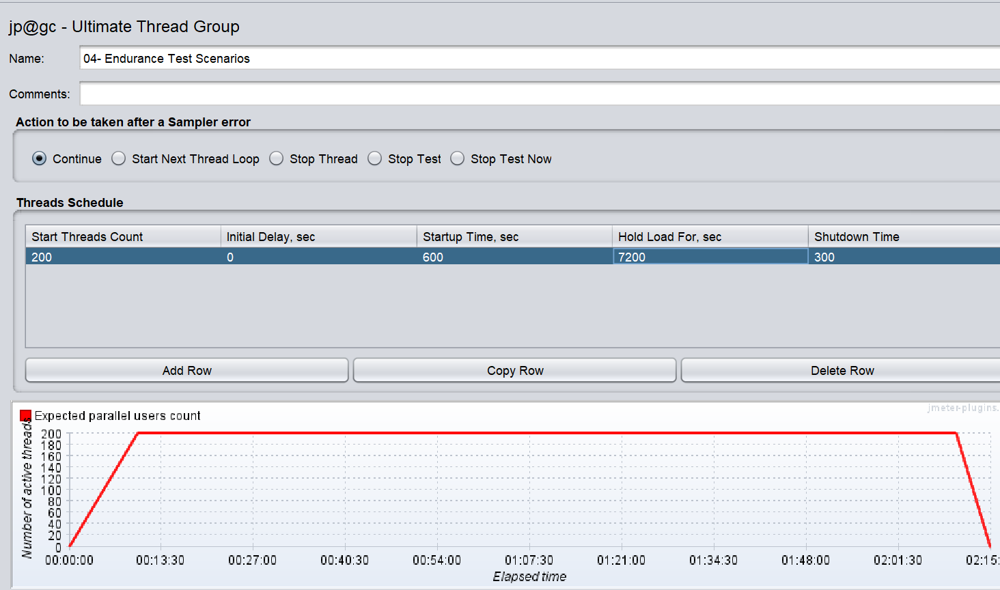 jp@gc - Ultimate Thread Group
Name: 04- Endurance Test Scenarios
Comments:
Action to be taken after a Sampler error
Continue Start Next Thread Loop Stop Thread Stop Test Stop Test Now
Threads Schedule
Start Threads Count Initial Delay, sec Startup Time, sec Hold Load For, sec Shutdown Time
200 0 600 7200 300
Add Row Copy Row Delete Row
Expected parallel users count
jmeter-plugins.
Number of active threads
200
180
160
140
120
100
80
60
40
20
0
00:00:00 00:13:30 00:27:00 00:40:30 00:54:00 01:07:30 01:21:00 01:34:30 01:48:00 02:01:30 02:15:
Elapsed time